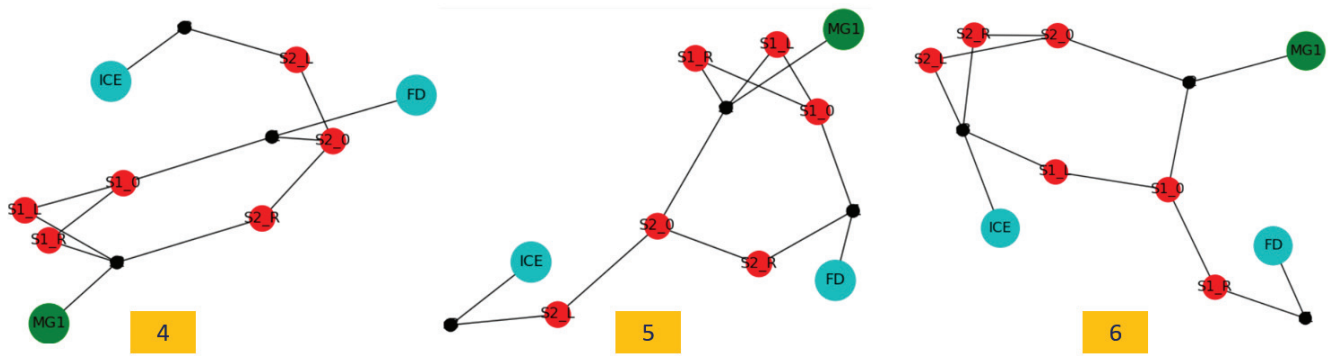 S2_L
ICE
FD
S2_0
S1_0
S1_L
S2_R
S1_R
MG1
4
MG1
S1_L
S1_R
S1_0
S2_0
ICE
S2_R
FD
S2_L
5
S2_R
S2_0
MG1
S2_L
S1_L
S1_0
ICE
FD
S1_R
6